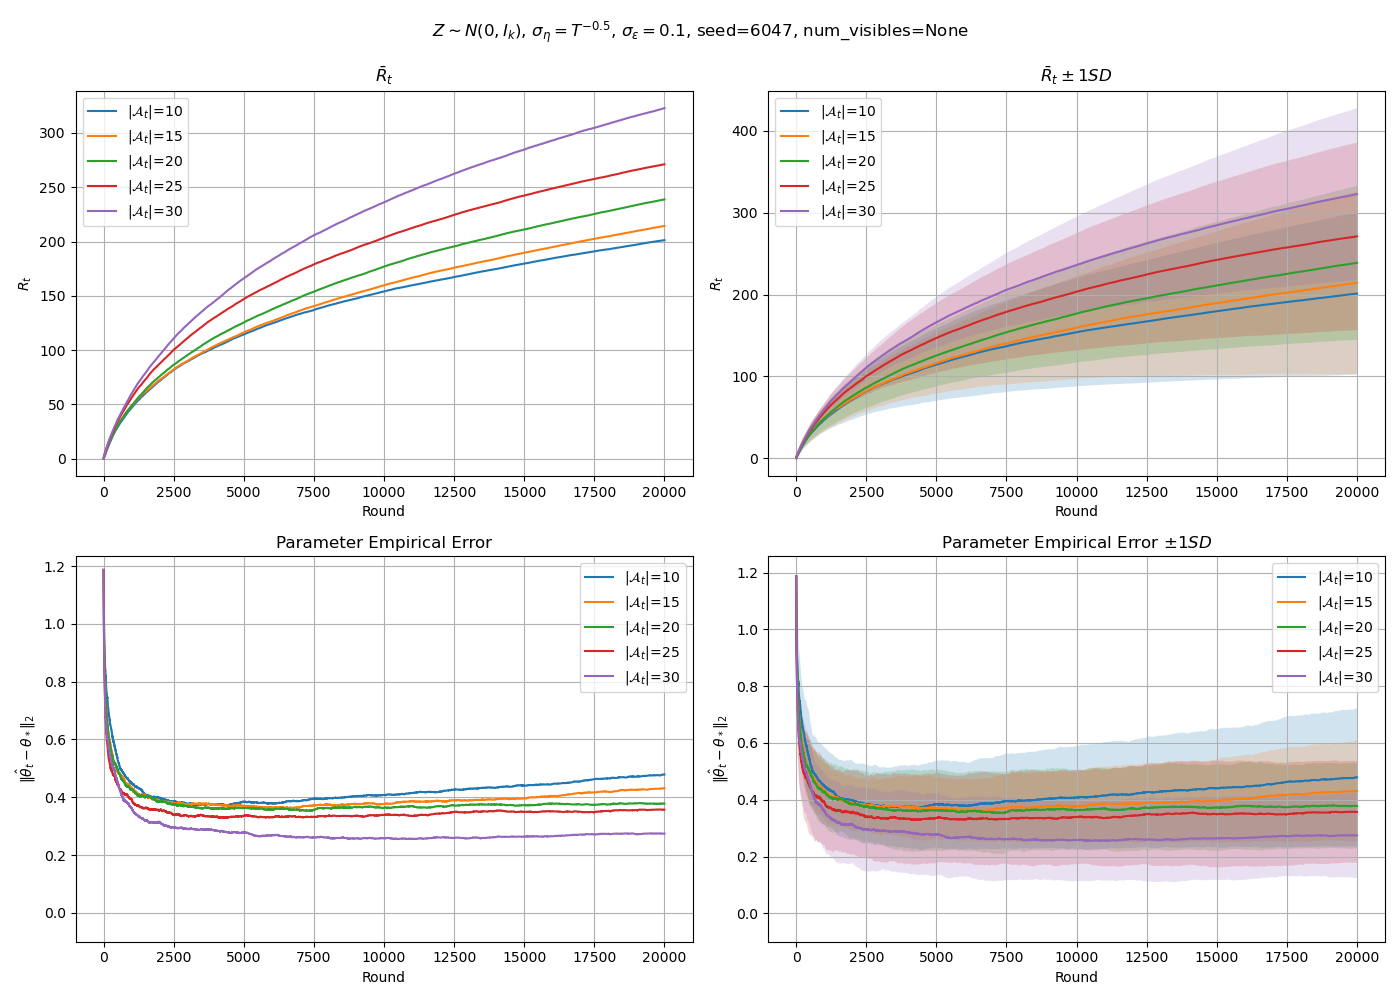 Z ∼ N(0, I_k), σ_η = T^{−0.5}, σ_ε = 0.1, seed=6047, num_visibles=None
R̄_t
|𝒜_t|=10
|𝒜_t|=15
|𝒜_t|=20
|𝒜_t|=25
|𝒜_t|=30
R_t
300
250
200
150
100
50
0
0 2500 5000 7500 10000 12500 15000 17500 20000
Round
R̄_t ± 1SD
|𝒜_t|=10
|𝒜_t|=15
|𝒜_t|=20
|𝒜_t|=25
|𝒜_t|=30
R_t
400
300
200
100
0
0 2500 5000 7500 10000 12500 15000 17500 20000
Round
Parameter Empirical Error
|𝒜_t|=10
|𝒜_t|=15
|𝒜_t|=20
|𝒜_t|=25
|𝒜_t|=30
‖θ̂_t − θ_*‖_2
1.2
1.0
0.8
0.6
0.4
0.2
0.0
0 2500 5000 7500 10000 12500 15000 17500 20000
Round
Parameter Empirical Error ±1SD
|𝒜_t|=10
|𝒜_t|=15
|𝒜_t|=20
|𝒜_t|=25
|𝒜_t|=30
‖θ̂_t − θ_*‖_2
1.2
1.0
0.8
0.6
0.4
0.2
0.0
0 2500 5000 7500 10000 12500 15000 17500 20000
Round